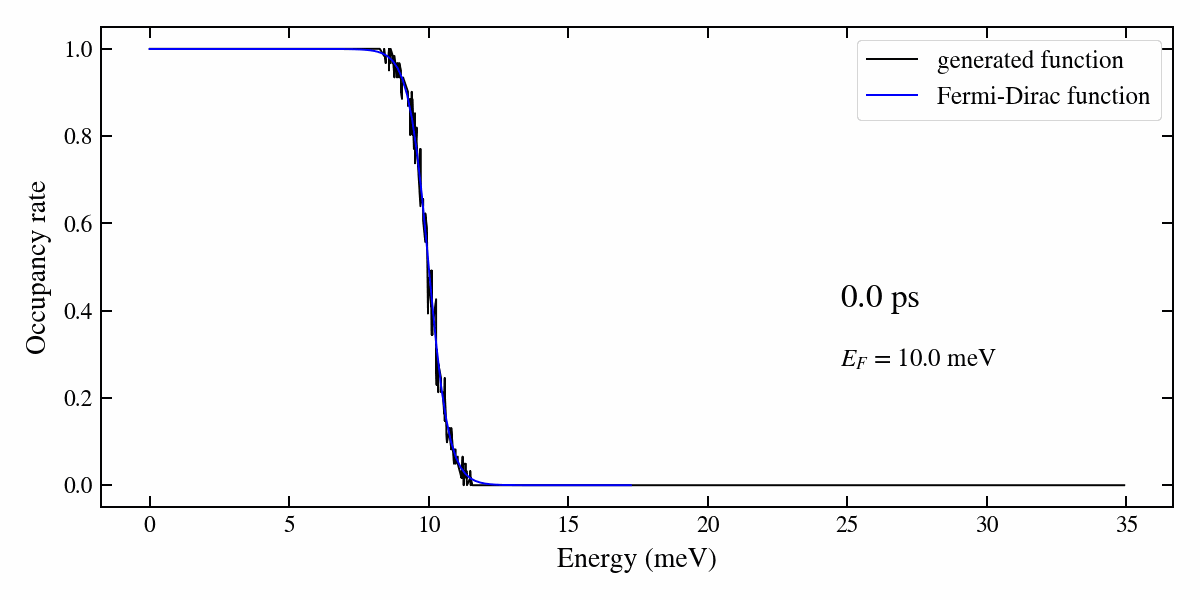 generated function
Fermi-Dirac function
1.0
0.8
0.6
0.4
0.2
0.0
Occupancy rate
0.0 ps
E_F = 10.0 meV
0 5 10 15 20 25 30 35
Energy (meV)